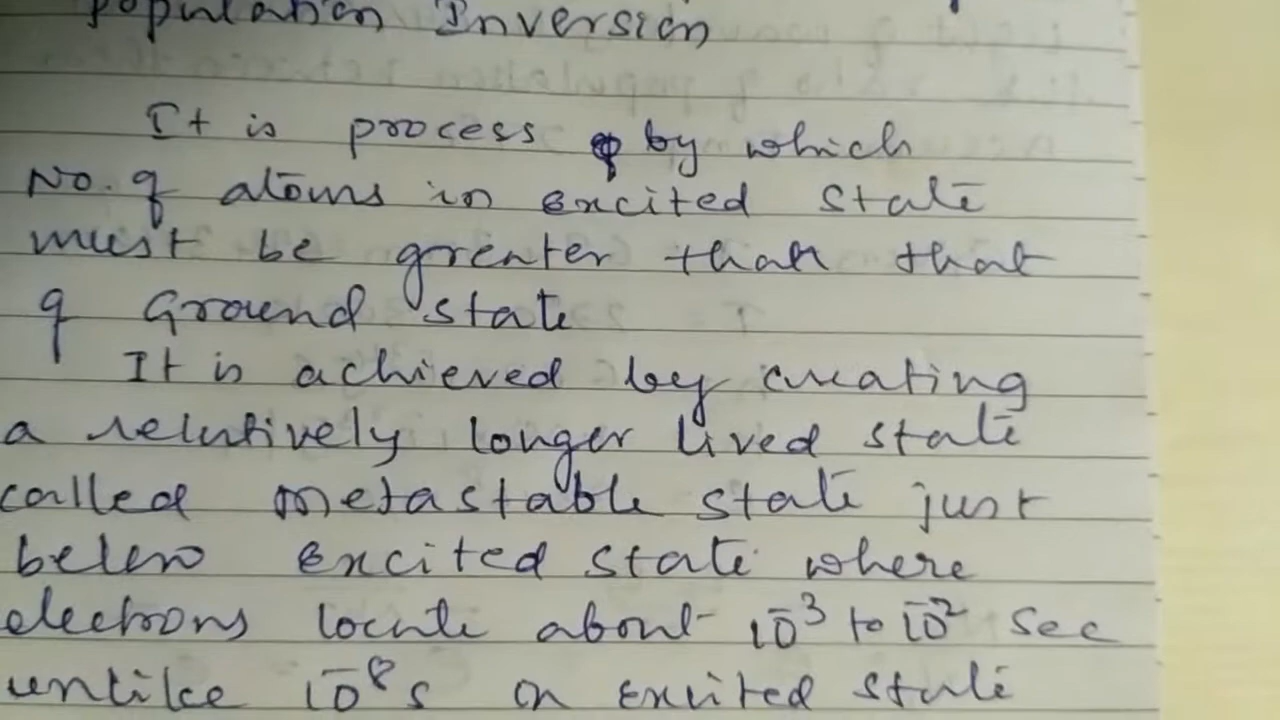 Population Inversion
It is process by which
No. of atoms in excited state
must be greater than that
of Ground state
It is achieved by creating
a relatively longer lived state
called metastable state just
below excited state where
electrons locate about 10⁻³ to 10⁻² sec
unlike 10⁻⁸ s in excited state